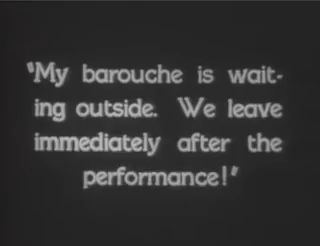 "My barouche is wait-
ing outside. We leave
immediately after the
performance!"